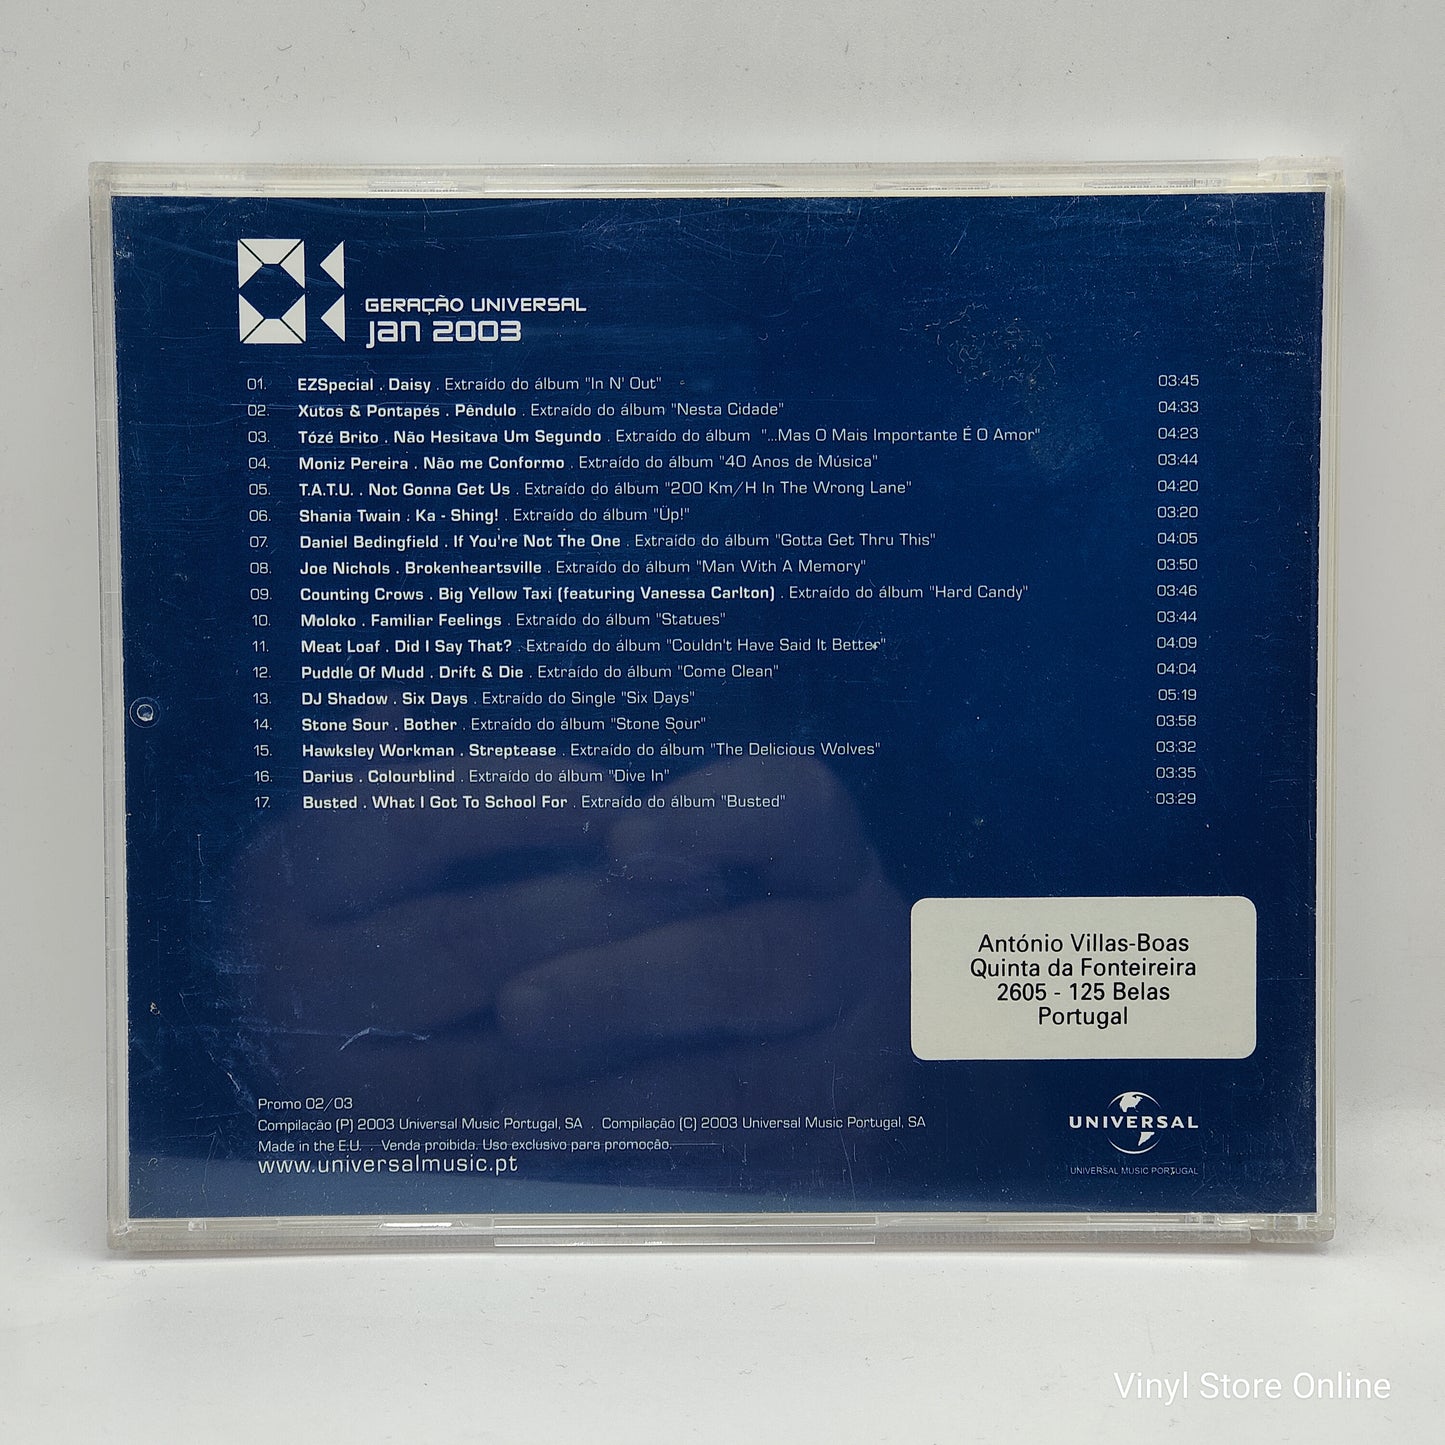 GERAÇÃO UNIVERSAL
jan 2003
01. EZSpecial . Daisy . Extraído do álbum "In N' Out" 03:45
02. Xutos & Pontapés . Pêndulo . Extraído do álbum "Nesta Cidade" 04:33
03. Tózé Brito . Não Hesitava Um Segundo . Extraído do álbum "...Mas O Mais Importante É O Amor" 04:23
04. Moniz Pereira . Não me Conformo . Extraído do álbum "40 Anos de Música" 03:44
05. T.A.T.U. . Not Gonna Get Us . Extraído do álbum "200 Km/H In The Wrong Lane" 04:20
06. Shania Twain . Ka - Shing! . Extraído do álbum "Üp!" 03:20
07. Daniel Bedingfield . If You're Not The One . Extraído do álbum "Gotta Get Thru This" 04:05
08. Joe Nichols . Brokenheartsville . Extraído do álbum "Man With A Memory" 03:50
09. Counting Crows . Big Yellow Taxi (featuring Vanessa Carlton) . Extraído do álbum "Hard Candy" 03:46
10. Moloko . Familiar Feelings . Extraído do álbum "Statues" 03:44
11. Meat Loaf . Did I Say That? . Extraído do álbum "Couldn't Have Said It Better" 04:09
12. Puddle Of Mudd . Drift & Die . Extraído do álbum "Come Clean" 04:04
13. DJ Shadow . Six Days . Extraído do Single "Six Days" 05:19
14. Stone Sour . Bother . Extraído do álbum "Stone Sour" 03:58
15. Hawksley Workman . Streptease . Extraído do álbum "The Delicious Wolves" 03:32
16. Darius . Colourblind . Extraído do álbum "Dive In" 03:35
17. Busted . What I Got To School For . Extraído do álbum "Busted" 03:29
António Villas-Boas
Quinta da Fonteireira
2605 - 125 Belas
Portugal
Promo 02/03
Compilação (P) 2003 Universal Music Portugal, SA . Compilação (C) 2003 Universal Music Portugal, SA
Made in the E.U. . Venda proibida. Uso exclusivo para promoção.
www.universalmusic.pt
UNIVERSAL
UNIVERSAL MUSIC PORTUGAL
Vinyl Store Online